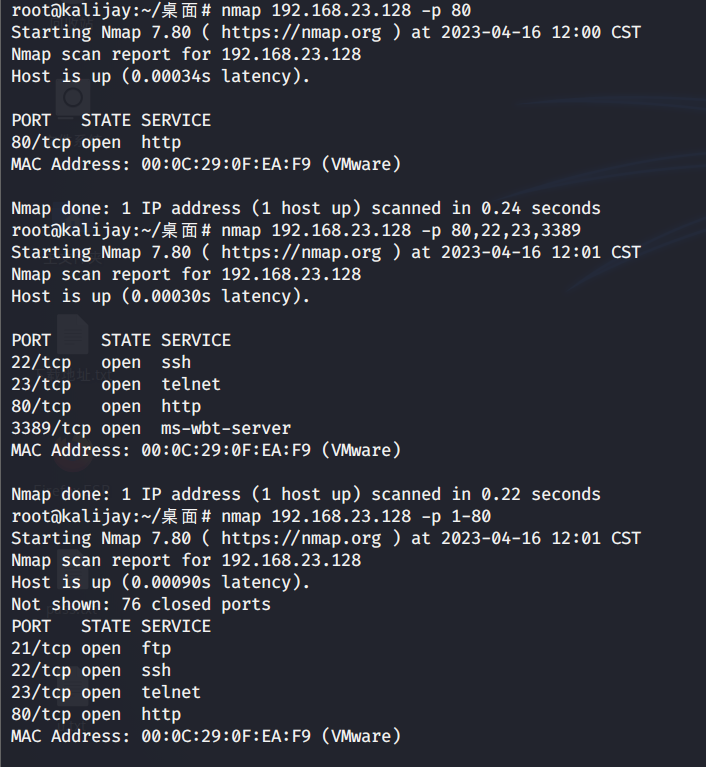 root@kalijay:~/桌面# nmap 192.168.23.128 -p 80
Starting Nmap 7.80 ( https://nmap.org ) at 2023-04-16 12:00 CST
Nmap scan report for 192.168.23.128
Host is up (0.00034s latency).

PORT   STATE SERVICE
80/tcp open  http
MAC Address: 00:0C:29:0F:EA:F9 (VMware)

Nmap done: 1 IP address (1 host up) scanned in 0.24 seconds
root@kalijay:~/桌面# nmap 192.168.23.128 -p 80,22,23,3389
Starting Nmap 7.80 ( https://nmap.org ) at 2023-04-16 12:01 CST
Nmap scan report for 192.168.23.128
Host is up (0.00030s latency).

PORT     STATE SERVICE
22/tcp   open  ssh
23/tcp   open  telnet
80/tcp   open  http
3389/tcp open  ms-wbt-server
MAC Address: 00:0C:29:0F:EA:F9 (VMware)

Nmap done: 1 IP address (1 host up) scanned in 0.22 seconds
root@kalijay:~/桌面# nmap 192.168.23.128 -p 1-80
Starting Nmap 7.80 ( https://nmap.org ) at 2023-04-16 12:01 CST
Nmap scan report for 192.168.23.128
Host is up (0.00090s latency).
Not shown: 76 closed ports
PORT   STATE SERVICE
21/tcp open  ftp
22/tcp open  ssh
23/tcp open  telnet
80/tcp open  http
MAC Address: 00:0C:29:0F:EA:F9 (VMware)